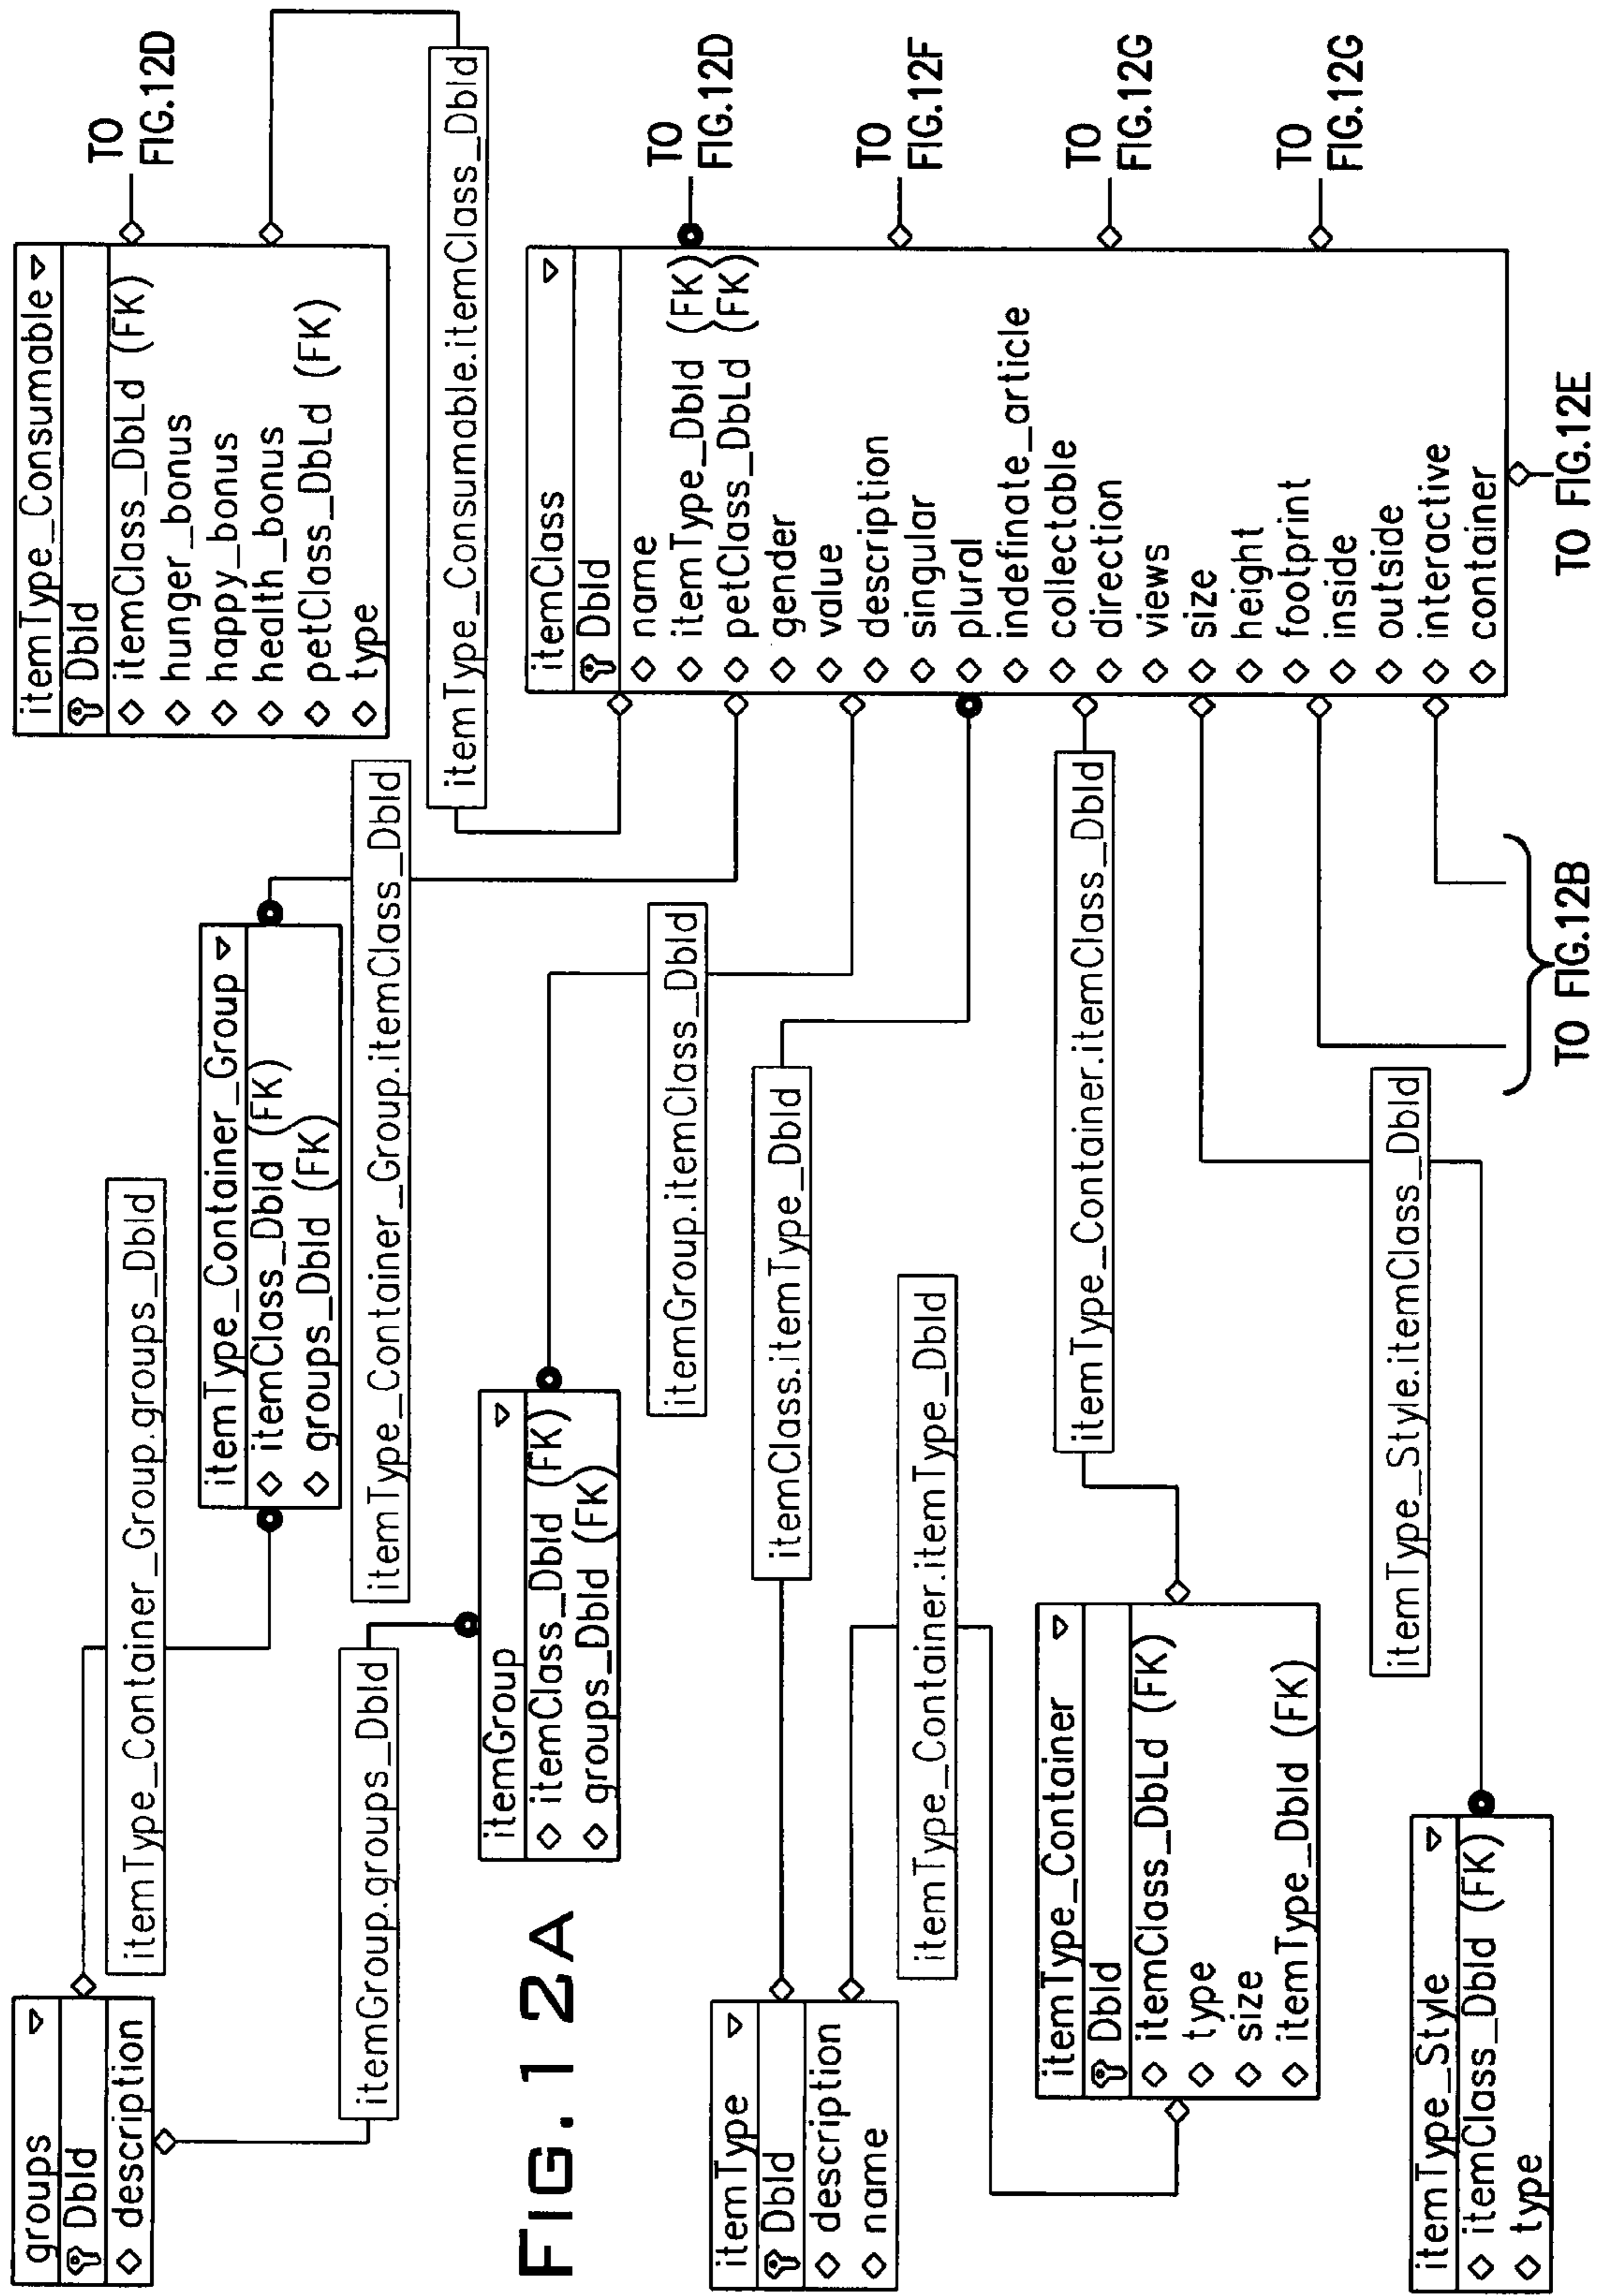 groups
DbId
description
itemType_Container_Group.groups_DbId
itemGroup.groups_DbId
itemType_Container_Group
itemClass_DbId (FK)
groups_DbId (FK)
itemType_Container_Group.itemClass_DbId
itemType_Consumable
DbId
itemClass_DbLd (FK)
hunger_bonus
happy_bonus
health_bonus
petClass_DbLd (FK)
type
TO
FIG.12D
itemType_Consumable.itemClass_DbId
FIG.12A
itemGroup
itemClass_DbId (FK)
groups_DbId (FK)
itemGroup.itemClass_DbId
itemClass.itemType_DbId
itemType
DbId
description
name
itemType_Container.itemType_DbId
itemType_Container
DbId
itemClass_DbLd (FK)
type
size
itemType_DbId (FK)
itemType_Container.itemClass_DbId
itemType_Style
itemClass_DbId (FK)
type
itemType_Style.itemClass_DbId
itemClass
DbId
name
itemType_DbId (FK)
petClass_DbLd (FK)
gender
value
description
singular
plural
indefinate_article
collectable
direction
views
size
height
footprint
inside
outside
interactive
container
TO
FIG.12D
TO
FIG.12F
TO
FIG.12G
TO
FIG.12G
TO FIG.12B
TO FIG.12E